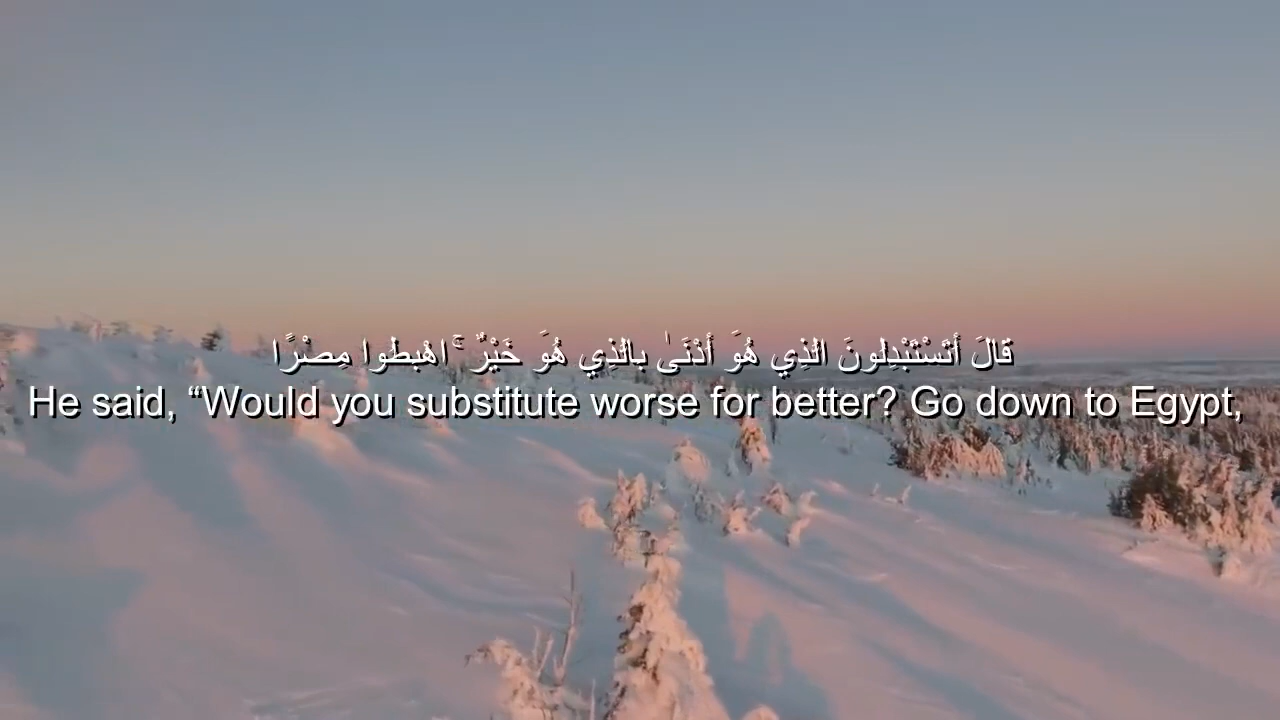 قَالَ أَتَسْتَبْدِلُونَ الَّذِي هُوَ أَدْنَىٰ بِالَّذِي هُوَ خَيْرٌ ۚ اهْبِطُوا مِصْرًا
He said, “Would you substitute worse for better? Go down to Egypt,